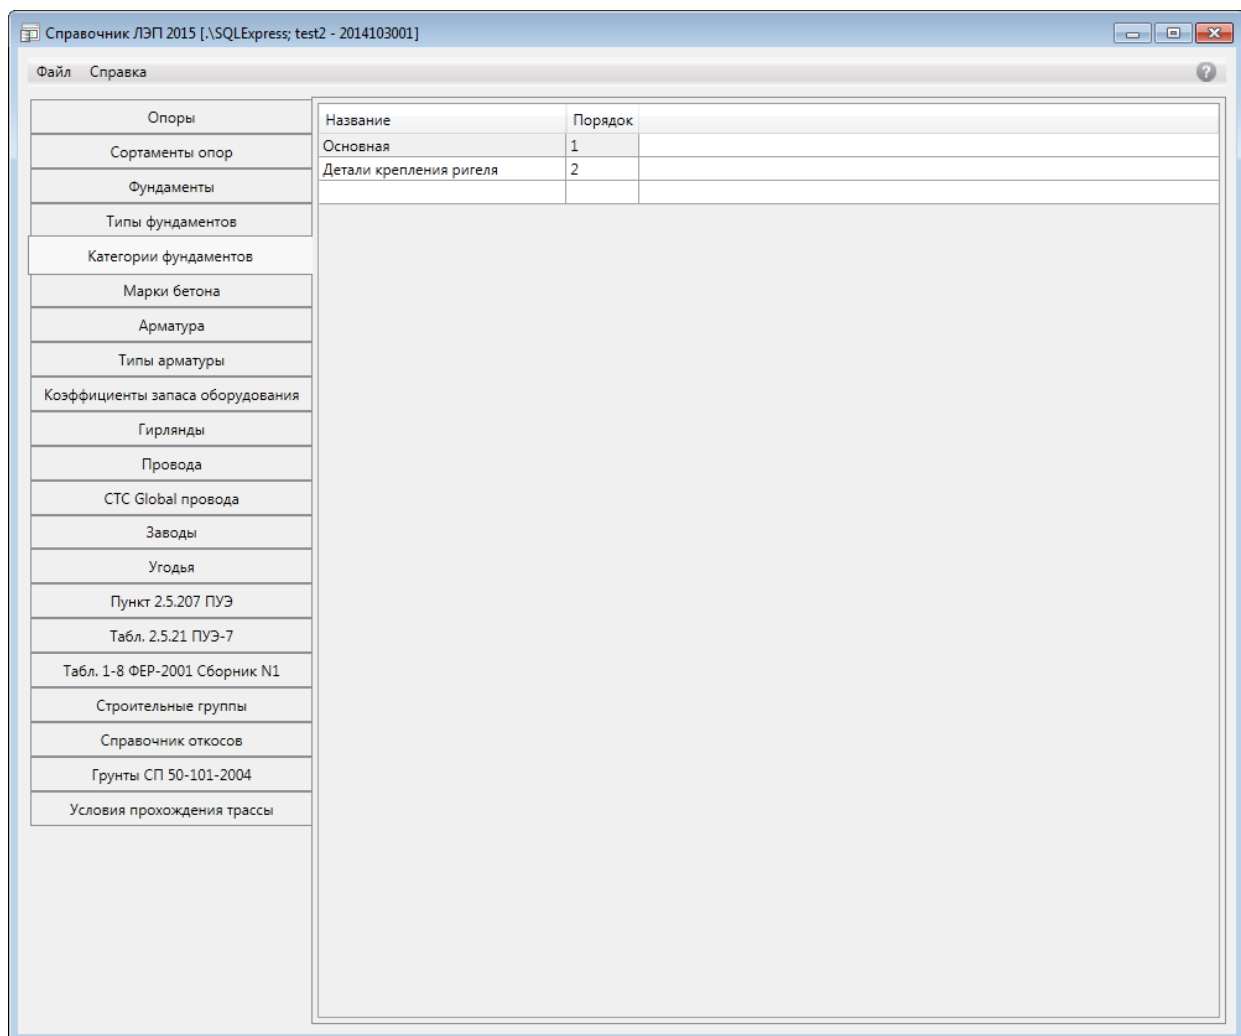 Справочник ЛЭП 2015 [.\SQLExpress; test2 - 2014103001]
Файл Справка
Опоры
Сортаменты опор
Фундаменты
Типы фундаментов
Категории фундаментов
Марки бетона
Арматура
Типы арматуры
Коэффициенты запаса оборудования
Гирлянды
Провода
CTC Global провода
Заводы
Угодья
Пункт 2.5.207 ПУЭ
Табл. 2.5.21 ПУЭ-7
Табл. 1-8 ФЕР-2001 Сборник N1
Строительные группы
Справочник откосов
Грунты СП 50-101-2004
Условия прохождения трассы
Название Порядок
Основная 1
Детали крепления ригеля 2